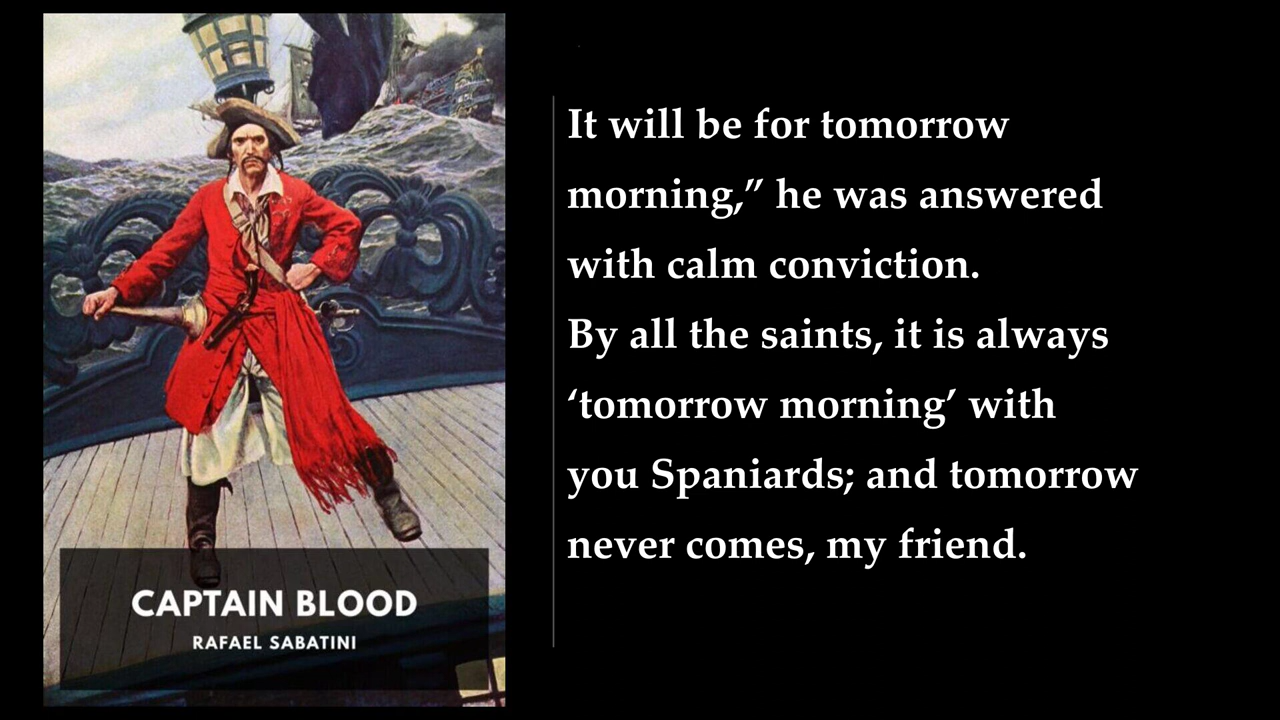 CAPTAIN BLOOD
RAFAEL SABATINI
It will be for tomorrow
morning,” he was answered
with calm conviction.
By all the saints, it is always
‘tomorrow morning’ with
you Spaniards; and tomorrow
never comes, my friend.